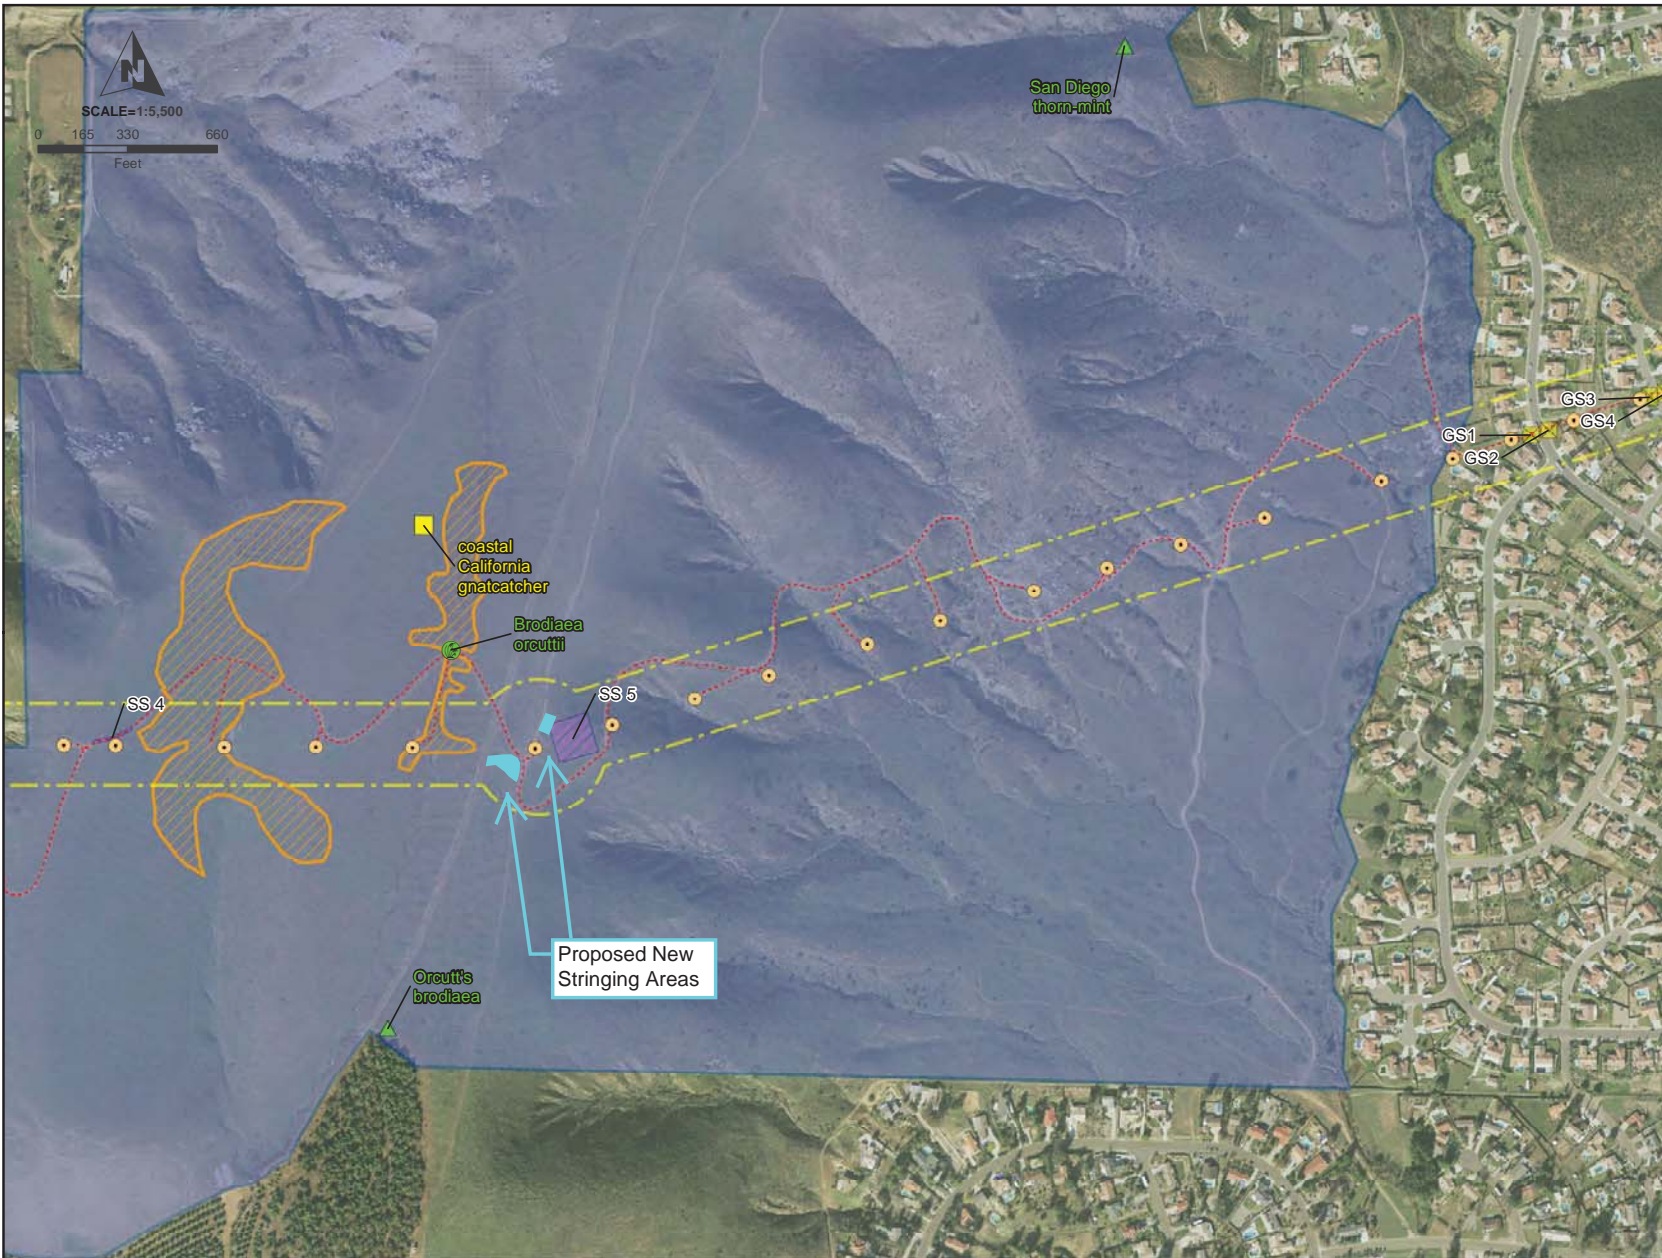 N
SCALE=1:5,500
0 165 330 660
Feet
San Diego
thorn-mint
GS3
GS4
GS1
GS2
coastal
California
gnatcatcher
Brodiaea
orcuttii
SS 5
SS 4
Proposed New
Stringing Areas
Orcutt's
brodiaea